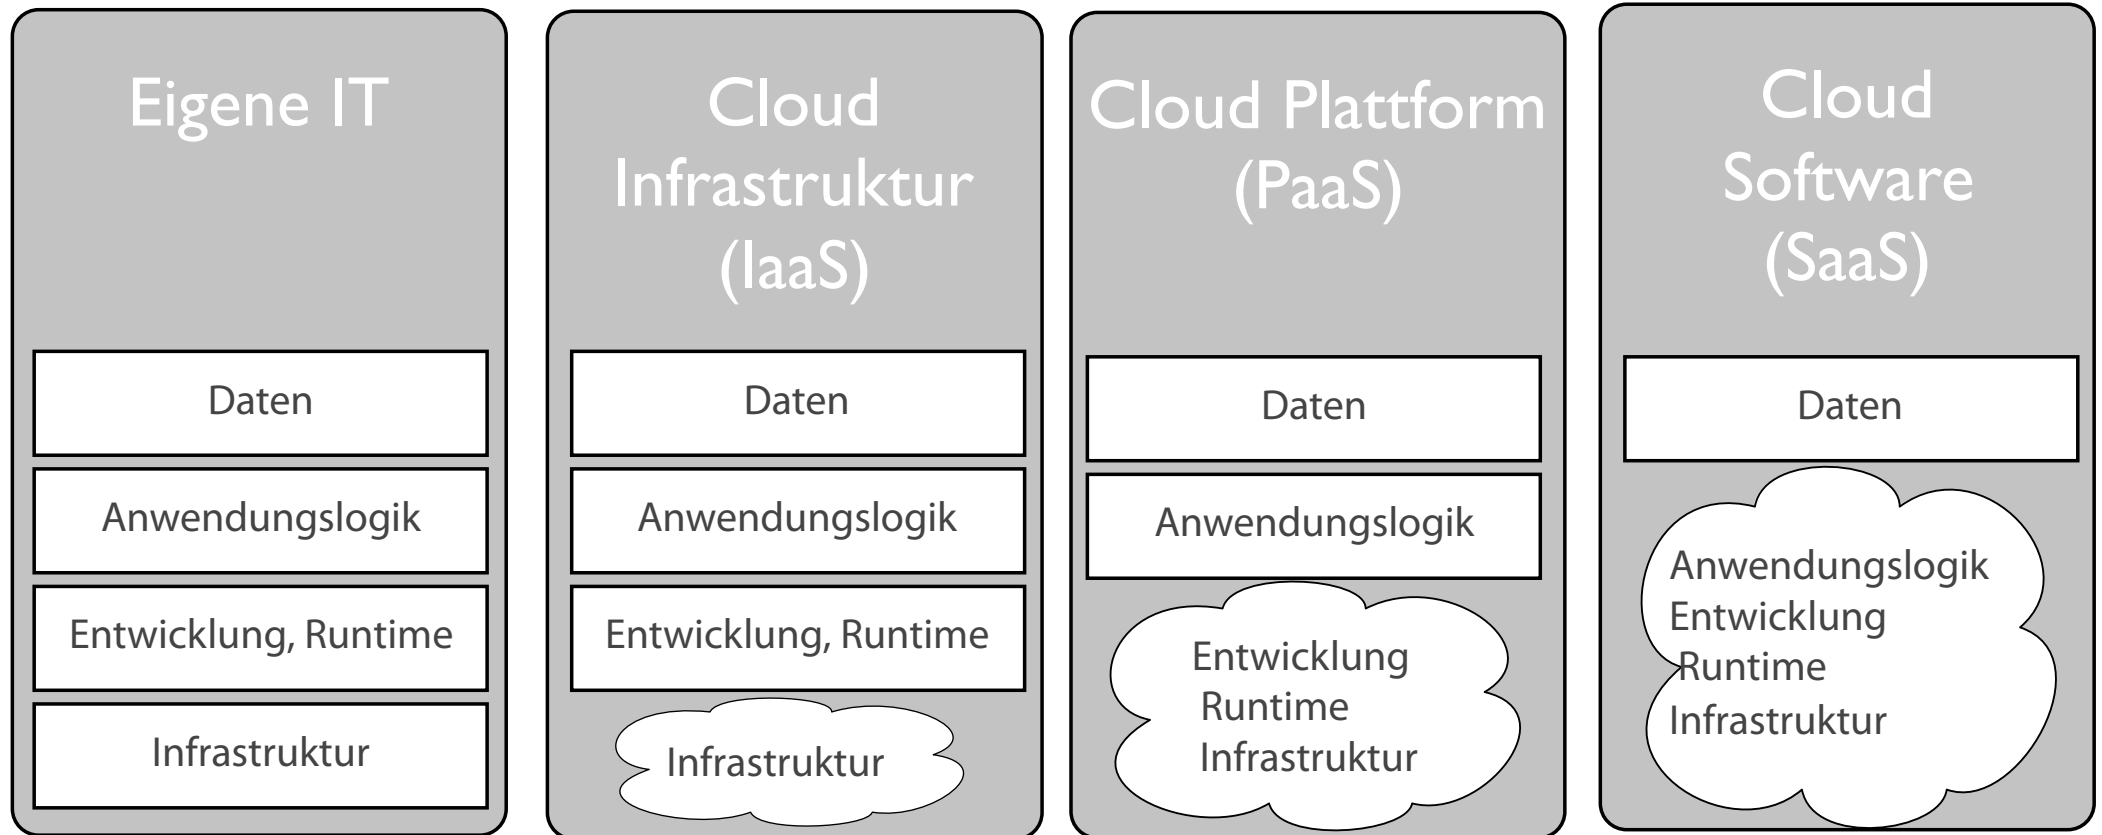 Eigene IT
Daten
Anwendungslogik
Entwicklung, Runtime
Infrastruktur
Cloud
Infrastruktur
(IaaS)
Daten
Anwendungslogik
Entwicklung, Runtime
Infrastruktur
Cloud Plattform
(PaaS)
Daten
Anwendungslogik
Entwicklung
Runtime
Infrastruktur
Cloud
Software
(SaaS)
Daten
Anwendungslogik
Entwicklung
Runtime
Infrastruktur